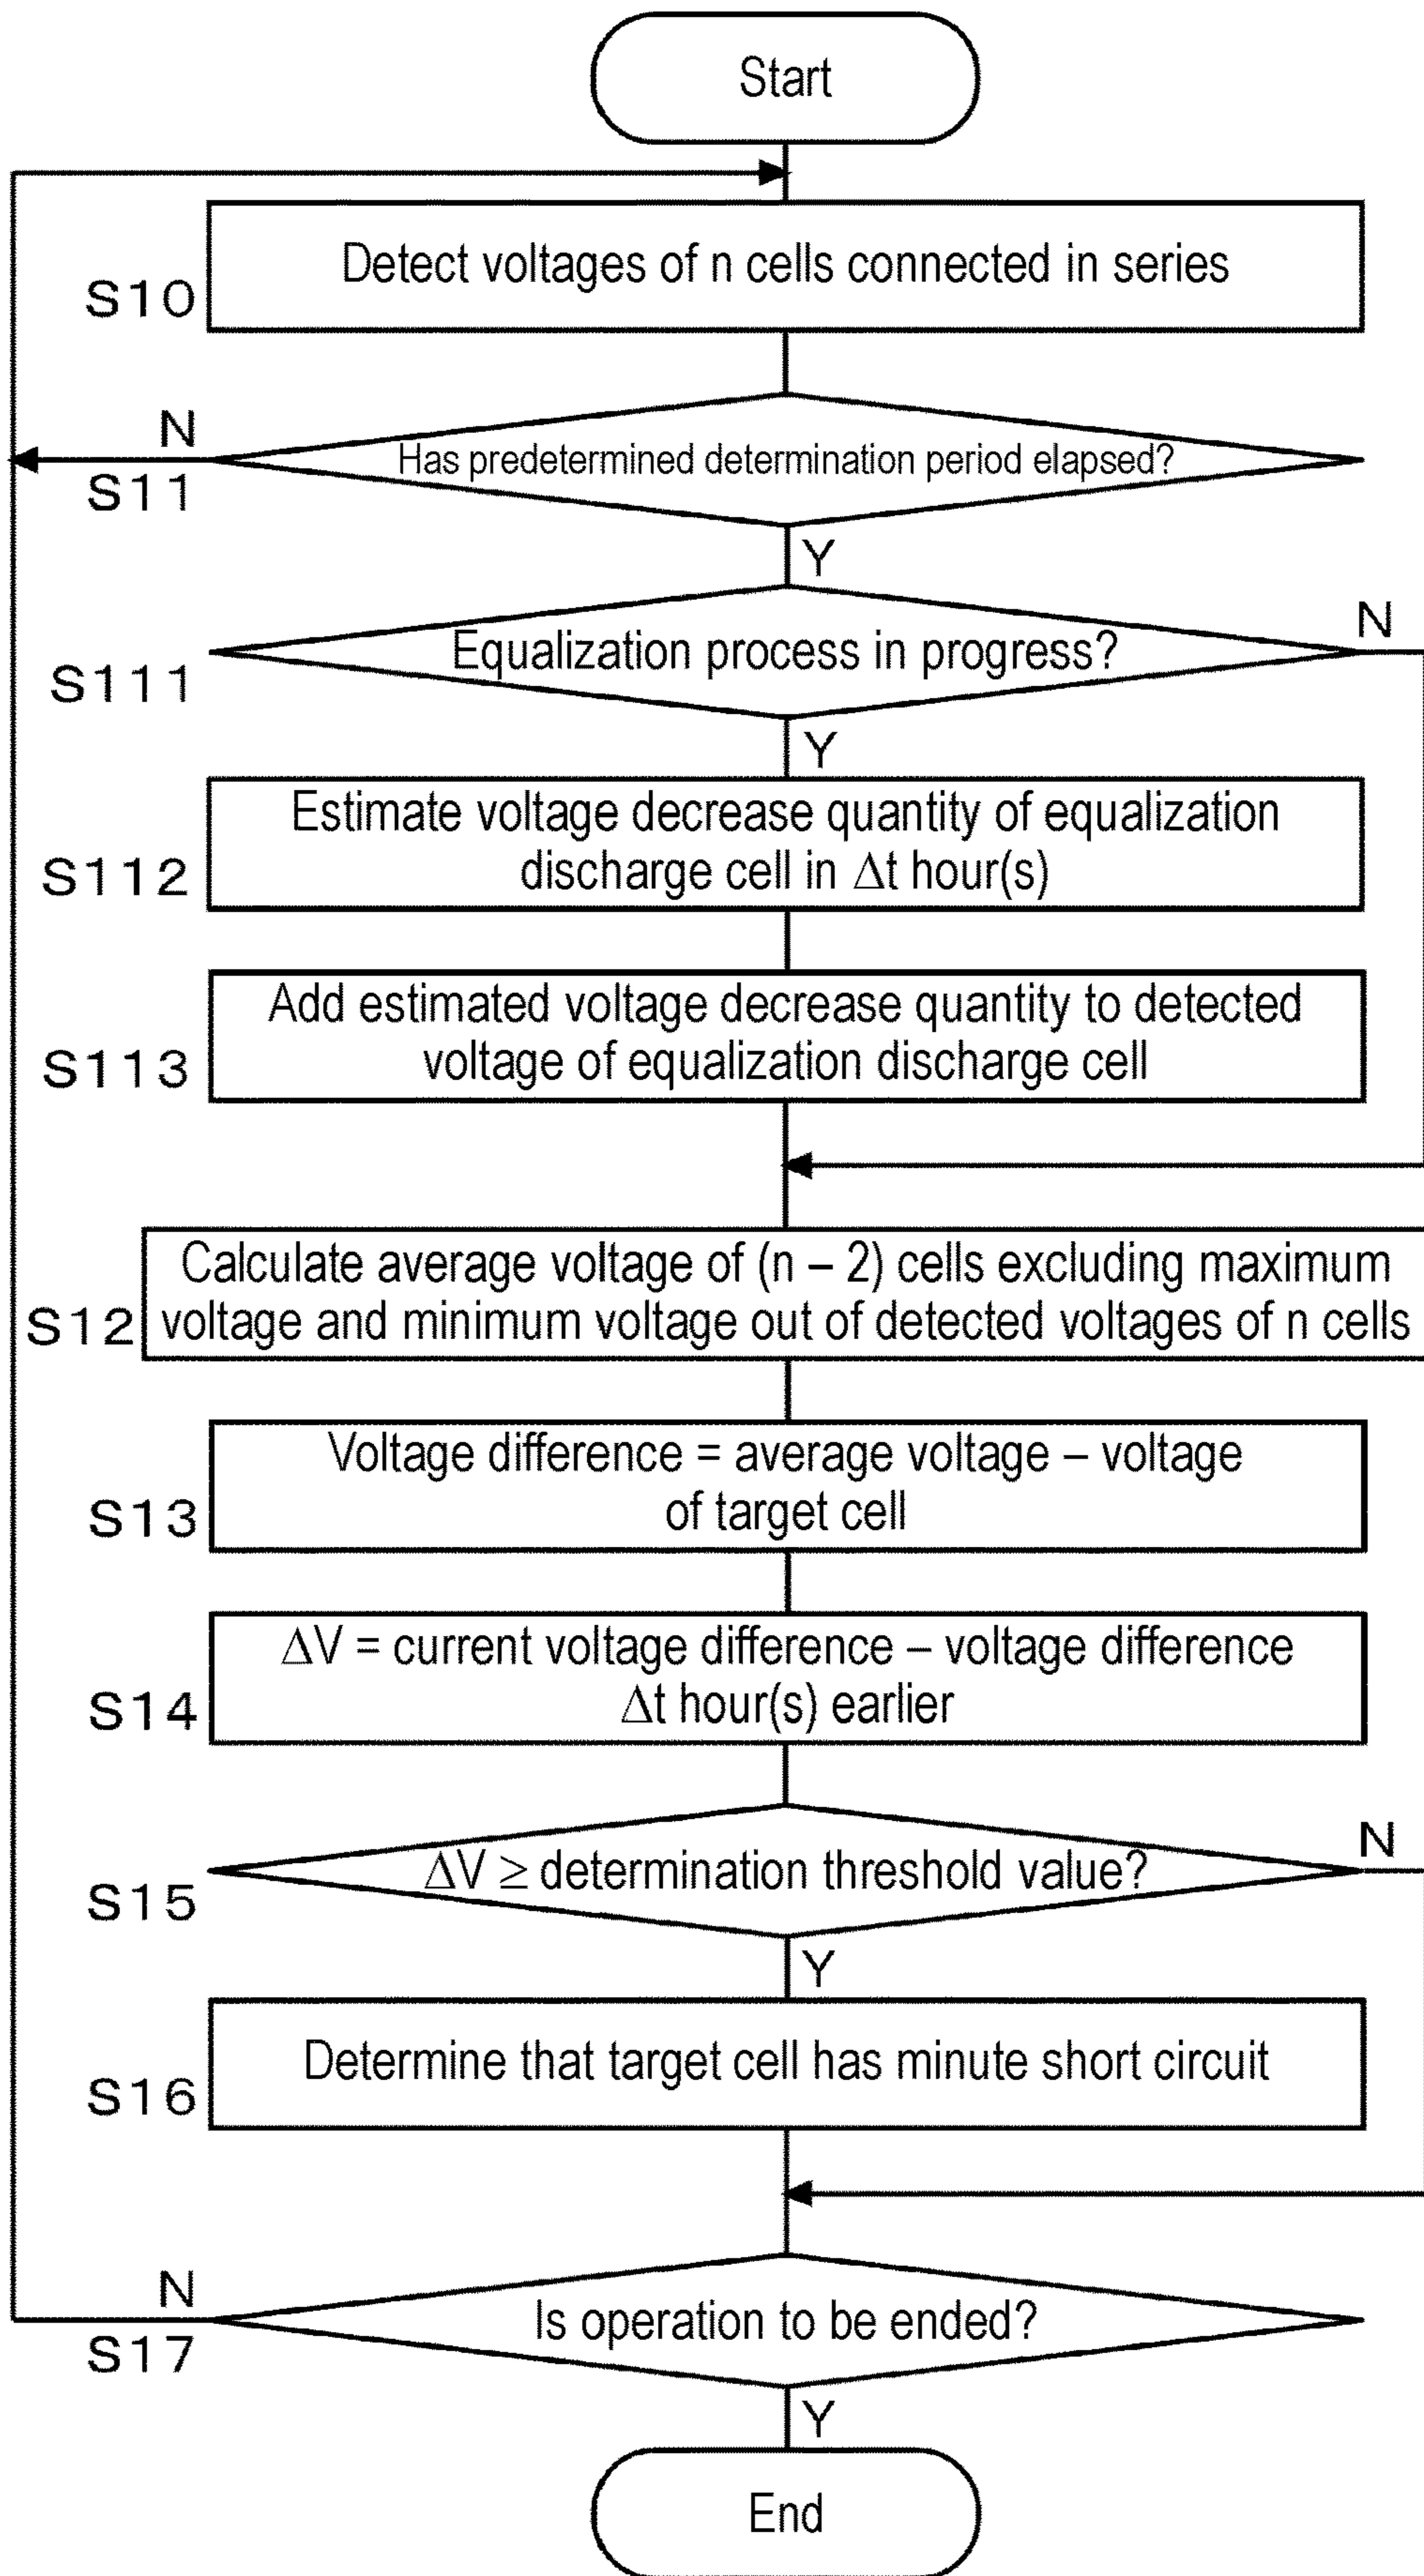 Start
Detect voltages of n cells connected in series
S10
N
Has predetermined determination period elapsed?
S11
Y
N
Equalization process in progress?
S111
Y
Estimate voltage decrease quantity of equalization
discharge cell in Δt hour(s)
S112
Add estimated voltage decrease quantity to detected
voltage of equalization discharge cell
S113
Calculate average voltage of (n – 2) cells excluding maximum
voltage and minimum voltage out of detected voltages of n cells
S12
Voltage difference = average voltage – voltage
of target cell
S13
ΔV = current voltage difference – voltage difference
Δt hour(s) earlier
S14
N
ΔV ≥ determination threshold value?
S15
Y
Determine that target cell has minute short circuit
S16
N
Is operation to be ended?
S17
Y
End